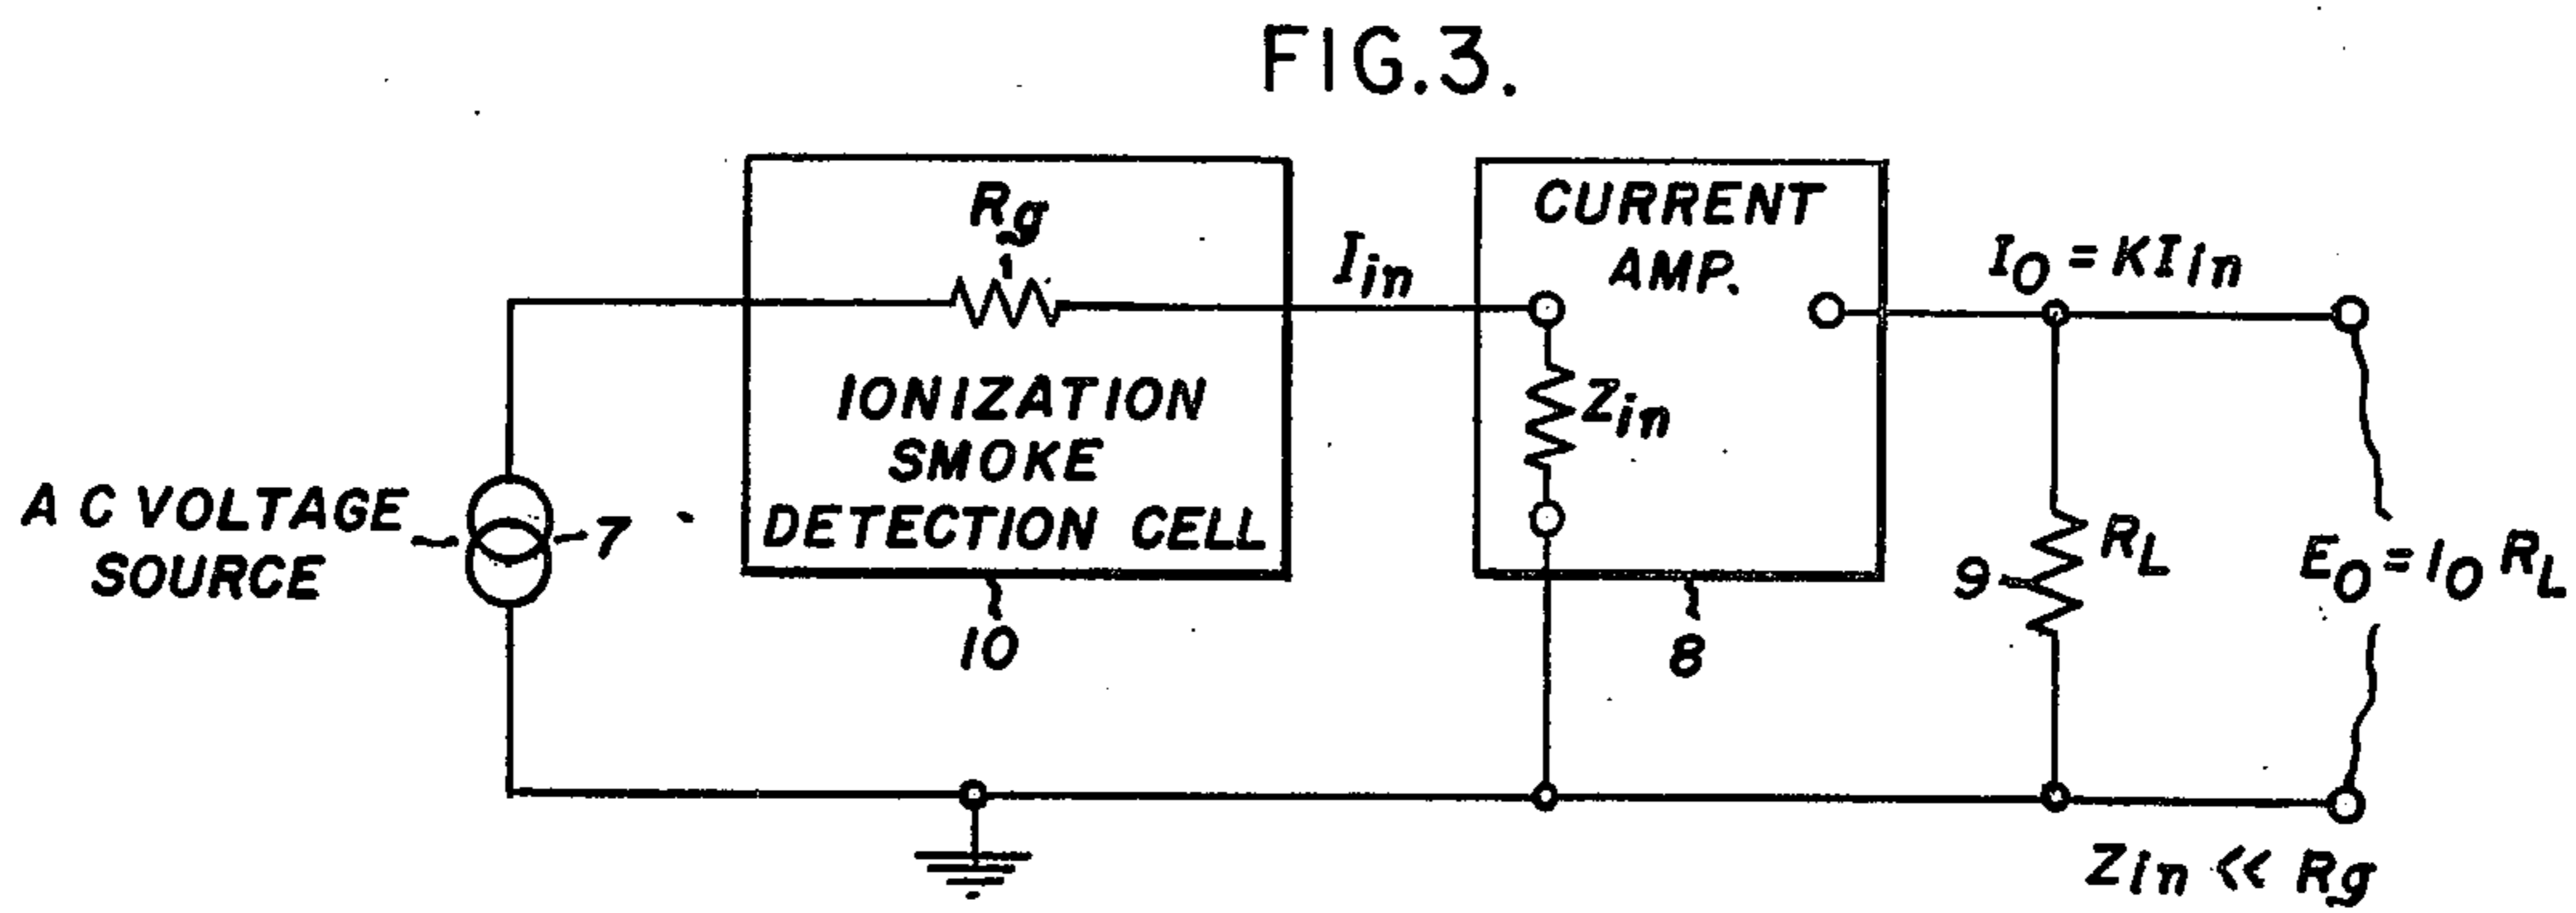 FIG.3.
Rg
Iin
CURRENT
AMP.
IO = KIin
IONIZATION
SMOKE
DETECTION CELL
Zin
A C VOLTAGE
SOURCE
7
10
8
9
RL
EO = IO RL
Zin << Rg